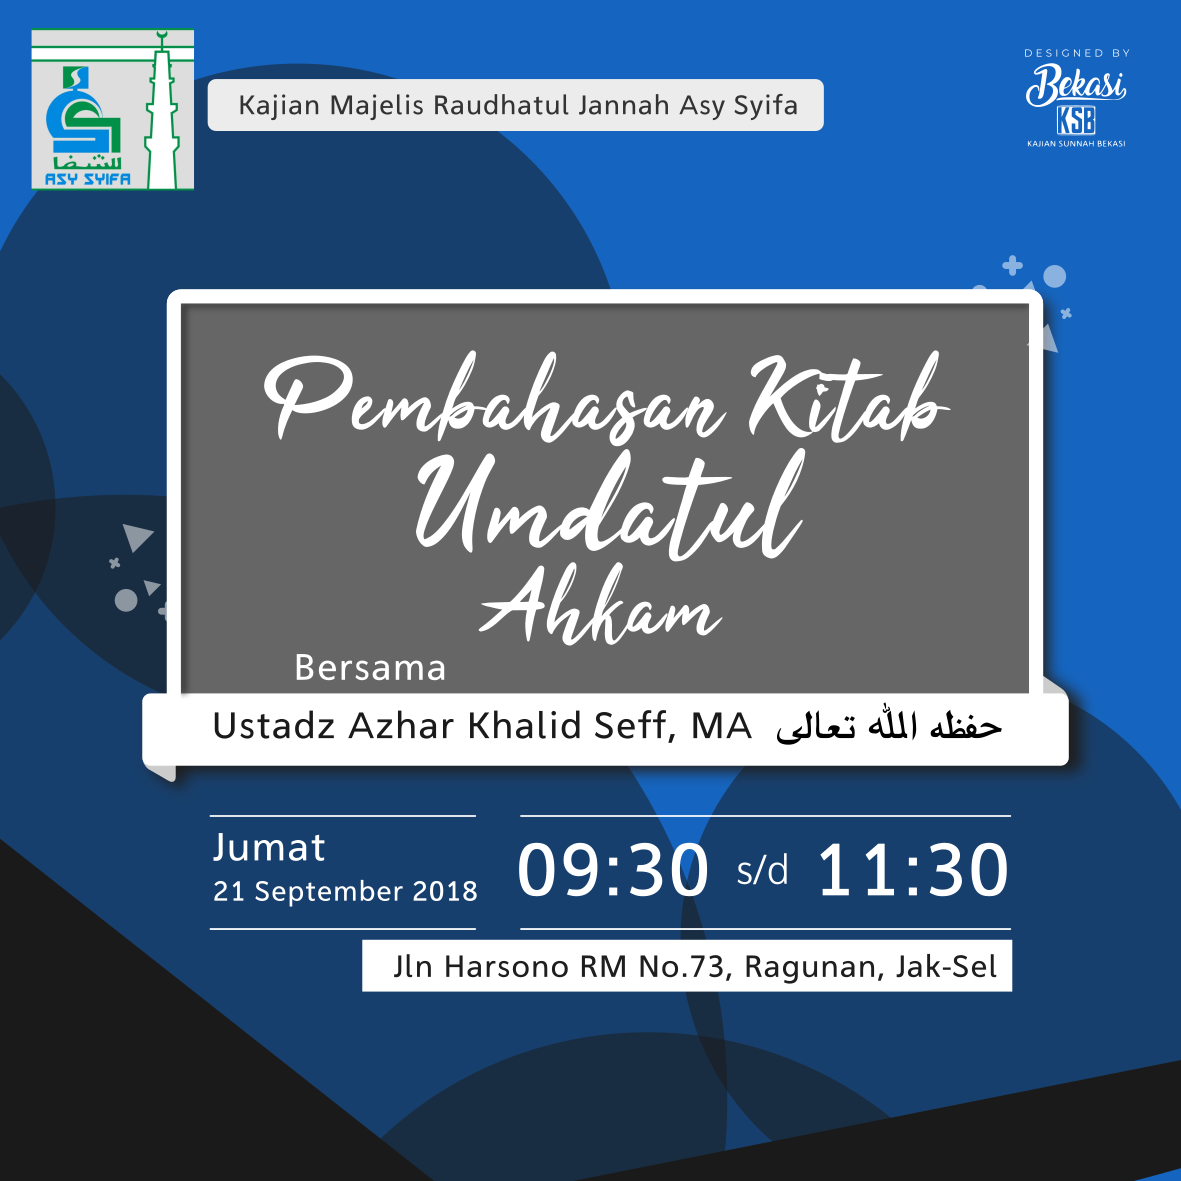 للشفا
ASY SYIFA
Kajian Majelis Raudhatul Jannah Asy Syifa
DESIGNED BY
Bekasi
KSB
KAJIAN SUNNAH BEKASI
Pembahasan Kitab
Umdatul
Ahkam
Bersama
Ustadz Azhar Khalid Seff, MA حفظه الله تعالى
Jumat
21 September 2018
09:30 s/d 11:30
Jln Harsono RM No.73, Ragunan, Jak-Sel